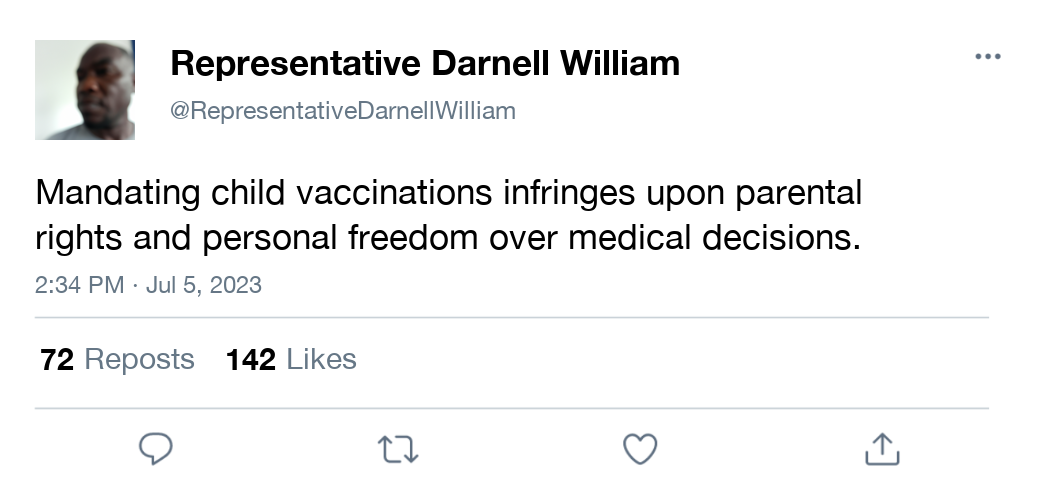 Representative Darnell William
@RepresentativeDarnellWilliam
Mandating child vaccinations infringes upon parental
rights and personal freedom over medical decisions.
2:34 PM · Jul 5, 2023
72 Reposts 142 Likes